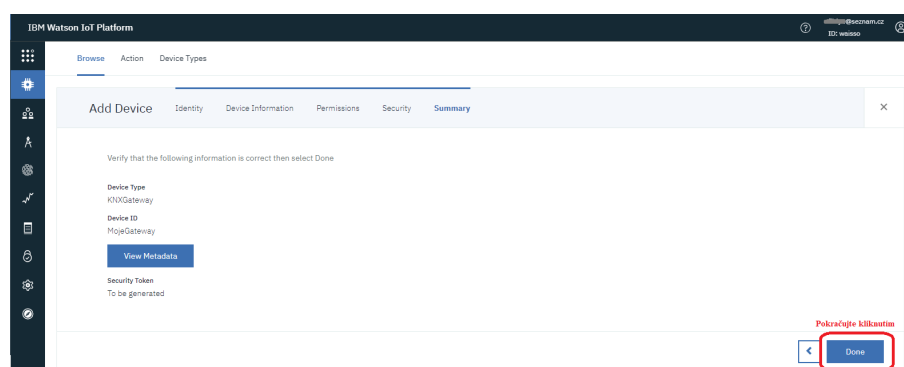 IBM Watson IoT Platform
@seznam.cz
ID: weisso
Browse Action Device Types
Add Device Identity Device Information Permissions Security Summary
Verify that the following information is correct then select Done
Device Type
KNXGateway
Device ID
MojeGateway
View Metadata
Security Token
To be generated
Pokračujte kliknutím
Done